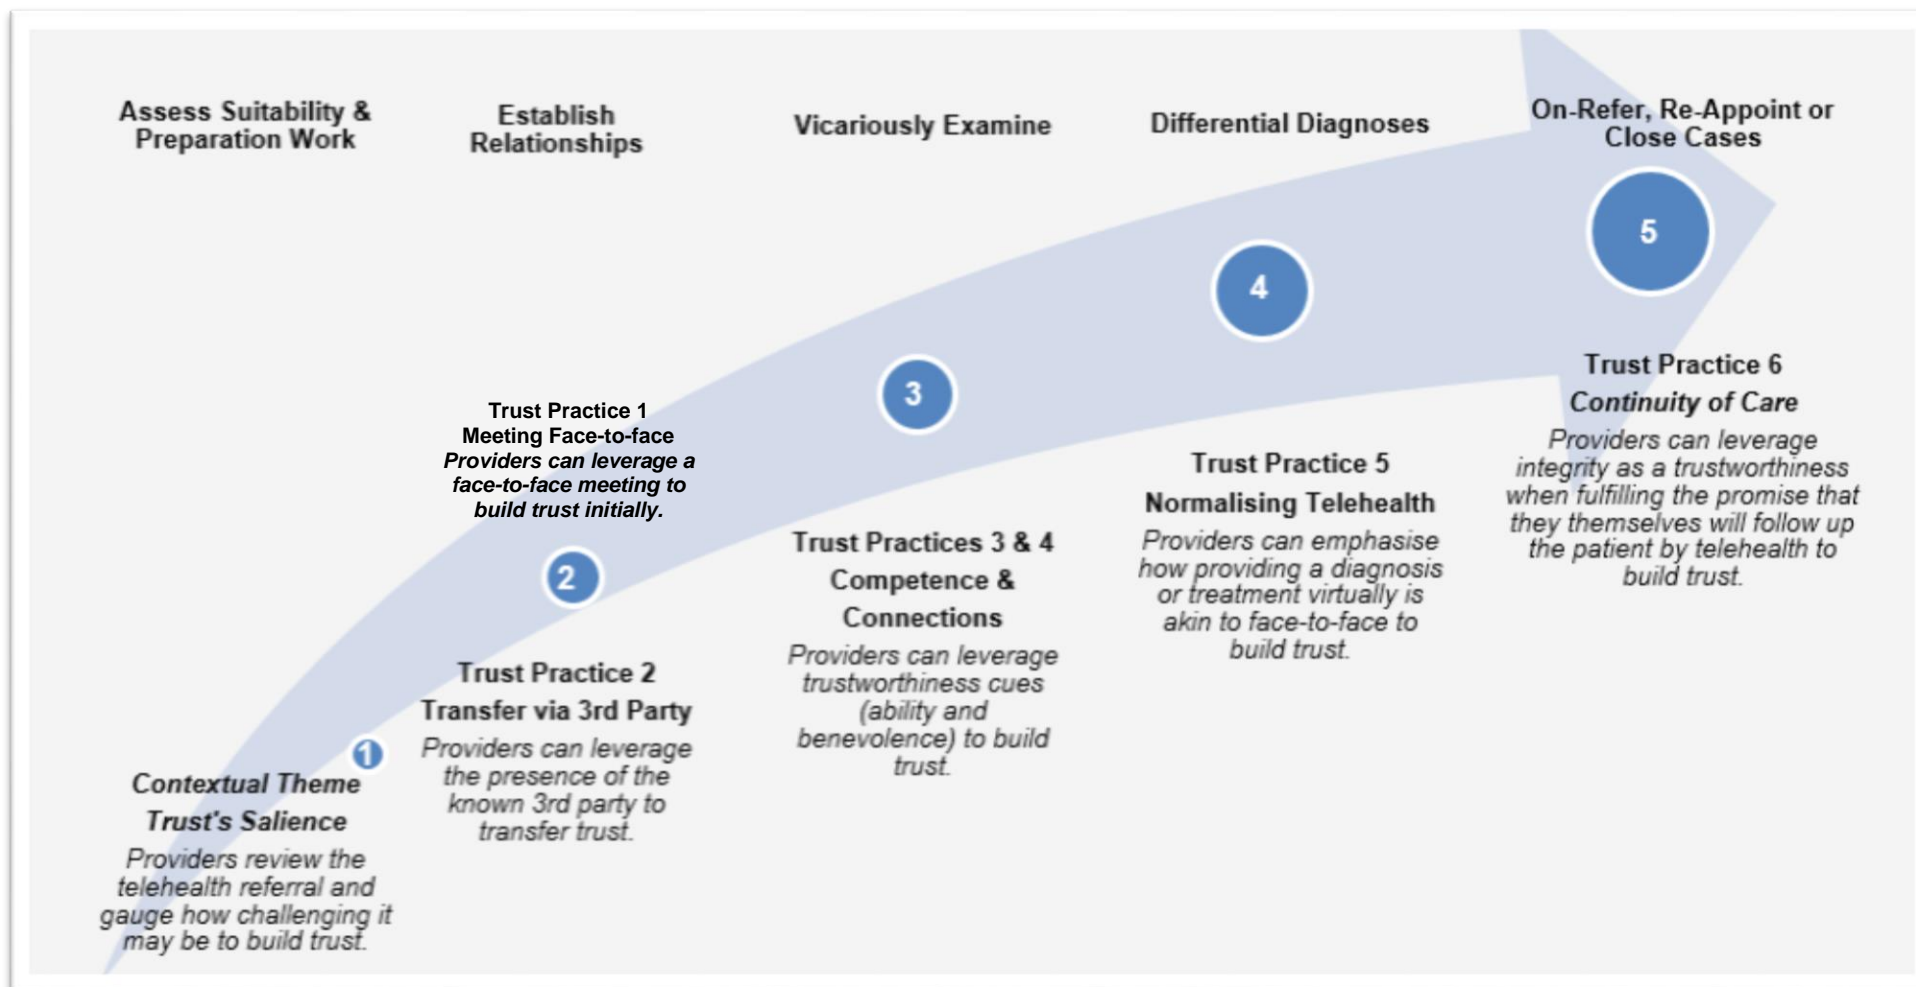 Assess Suitability &
Preparation Work
Establish
Relationships
Vicariously Examine
Differential Diagnoses
On-Refer, Re-Appoint or
Close Cases
1
Contextual Theme
Trust's Salience
Providers review the
telehealth referral and
gauge how challenging it
may be to build trust.
Trust Practice 1
Meeting Face-to-face
Providers can leverage a
face-to-face meeting to
build trust initially.
2
Trust Practice 2
Transfer via 3rd Party
Providers can leverage
the presence of the
known 3rd party to
transfer trust.
3
Trust Practices 3 & 4
Competence &
Connections
Providers can leverage
trustworthiness cues
(ability and
benevolence) to build
trust.
4
Trust Practice 5
Normalising Telehealth
Providers can emphasise
how providing a diagnosis
or treatment virtually is
akin to face-to-face to
build trust.
5
Trust Practice 6
Continuity of Care
Providers can leverage
integrity as a trustworthiness
when fulfilling the promise that
they themselves will follow up
the patient by telehealth to
build trust.